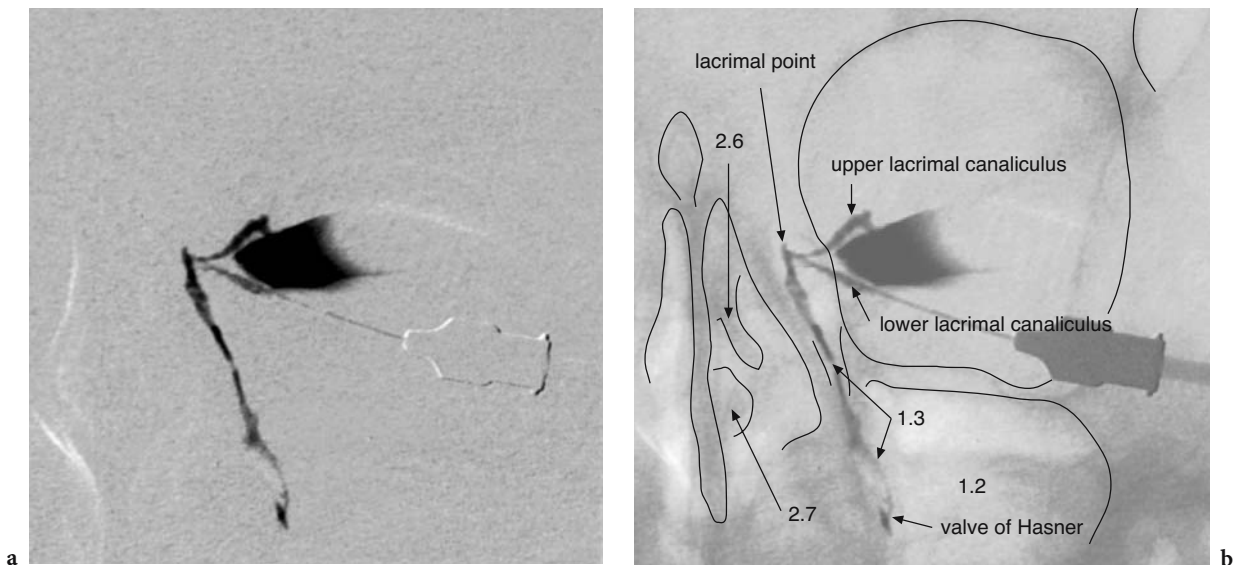 lacrimal point
2.6
upper lacrimal canaliculus
lower lacrimal canaliculus
1.3
1.2
2.7
valve of Hasner
a
b